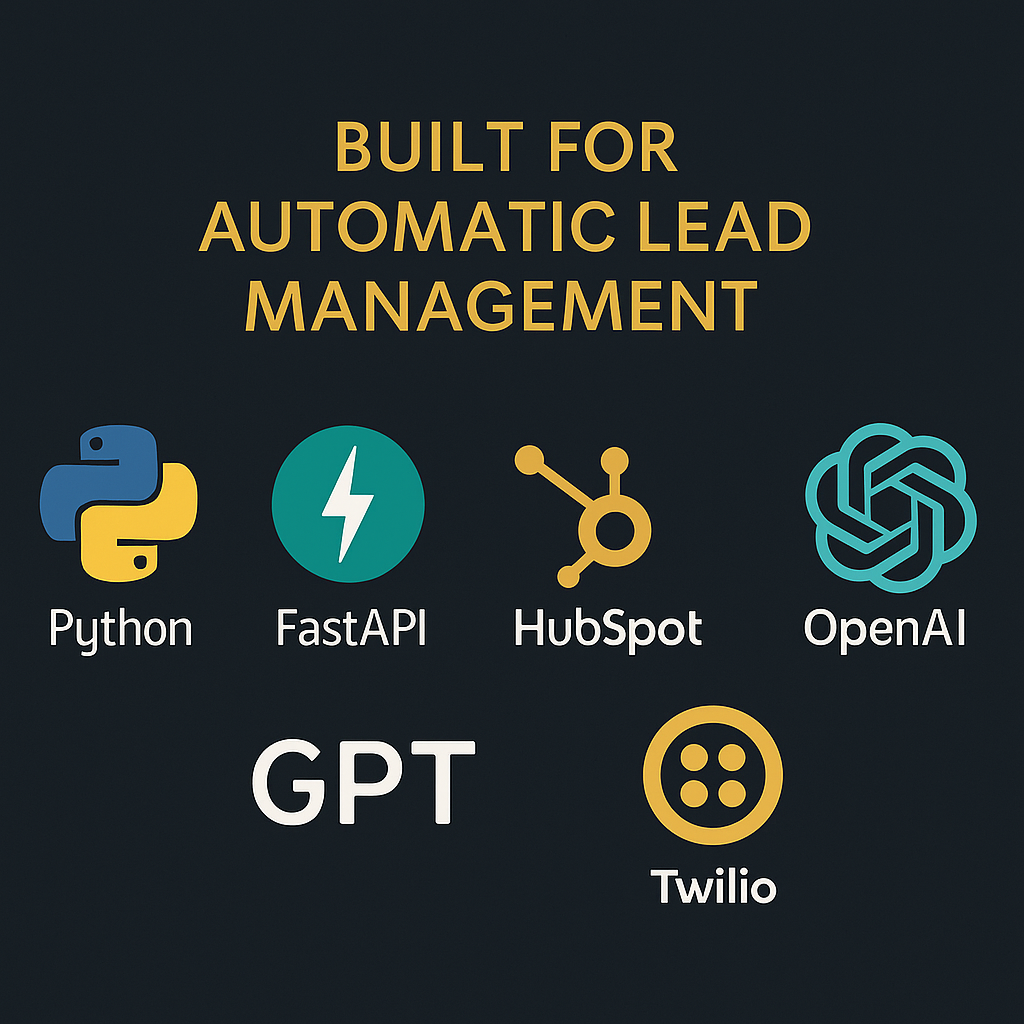 BUILT FOR
AUTOMATIC LEAD
MANAGEMENT
Python
FastAPI
HubSpot
OpenAI
GPT
Twilio